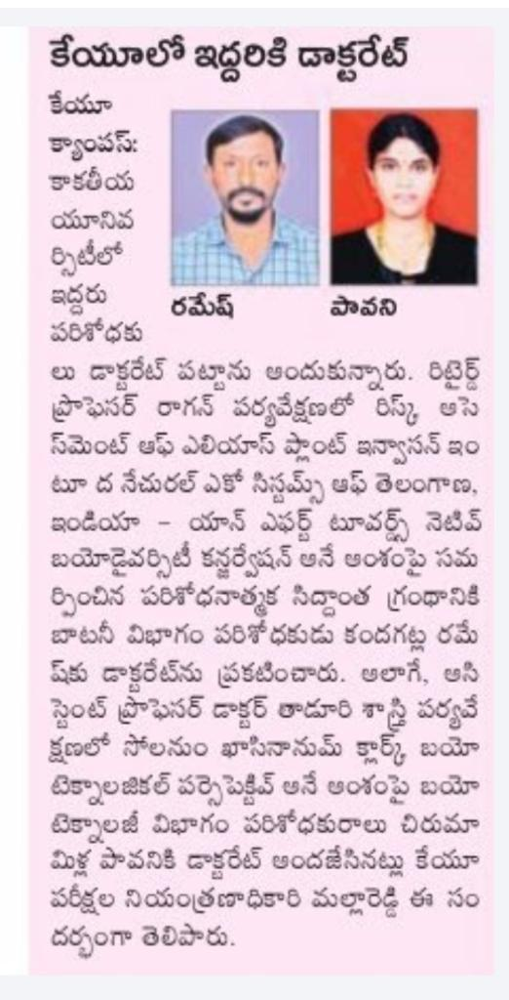 కేయూలో ఇద్దరికి డాక్టరేట్
కేయూ
క్యాంపస్:
కాకతీయ
యూనివ
ర్సిటీలో
ఇద్దరు
పరిశోధకు
రమేష్
పావని
లు డాక్టరేట్ పట్టాను అందుకున్నారు. రిటైర్డ్
ప్రొఫెసర్ రాగన్ పర్యవేక్షణలో రిస్క్ అసె
స్‌మెంట్ ఆఫ్ ఎలియాస్ ప్లాంట్ ఇన్వాసన్ ఇం
టూ ద నేచురల్ ఎకో సిస్టమ్స్ ఆఫ్ తెలంగాణ,
ఇండియా – యాన్ ఎఫర్ట్ టూవర్డ్స్ నెటివ్
బయోడైవర్సిటీ కన్జర్వేషన్ అనే అంశంపై సమ
ర్పించిన పరిశోధనాత్మక సిద్దాంత గ్రంథానికి
బాటనీ విభాగం పరిశోధకుడు కందగట్ల రమే
ష్‌కు డాక్టరేట్‌ను ప్రకటించారు. అలాగే, అసి
స్టెంట్ ప్రొఫెసర్ డాక్టర్ తాడూరి శాస్త్రి పర్యవే
క్షణలో సోలనుం ఖాసినానుమ్ క్లార్క్ బయో
టెక్నాలజికల్ పర్సెపెక్టివ్ అనే అంశంపై బయో
టెక్నాలజీ విభాగం పరిశోధకురాలు చిరుమా
మిళ్ల పావనికి డాక్టరేట్ అందజేసినట్లు కేయూ
పరీక్షల నియంత్రణాధికారి మల్లారెడ్డి ఈ సం
దర్భంగా తెలిపారు.